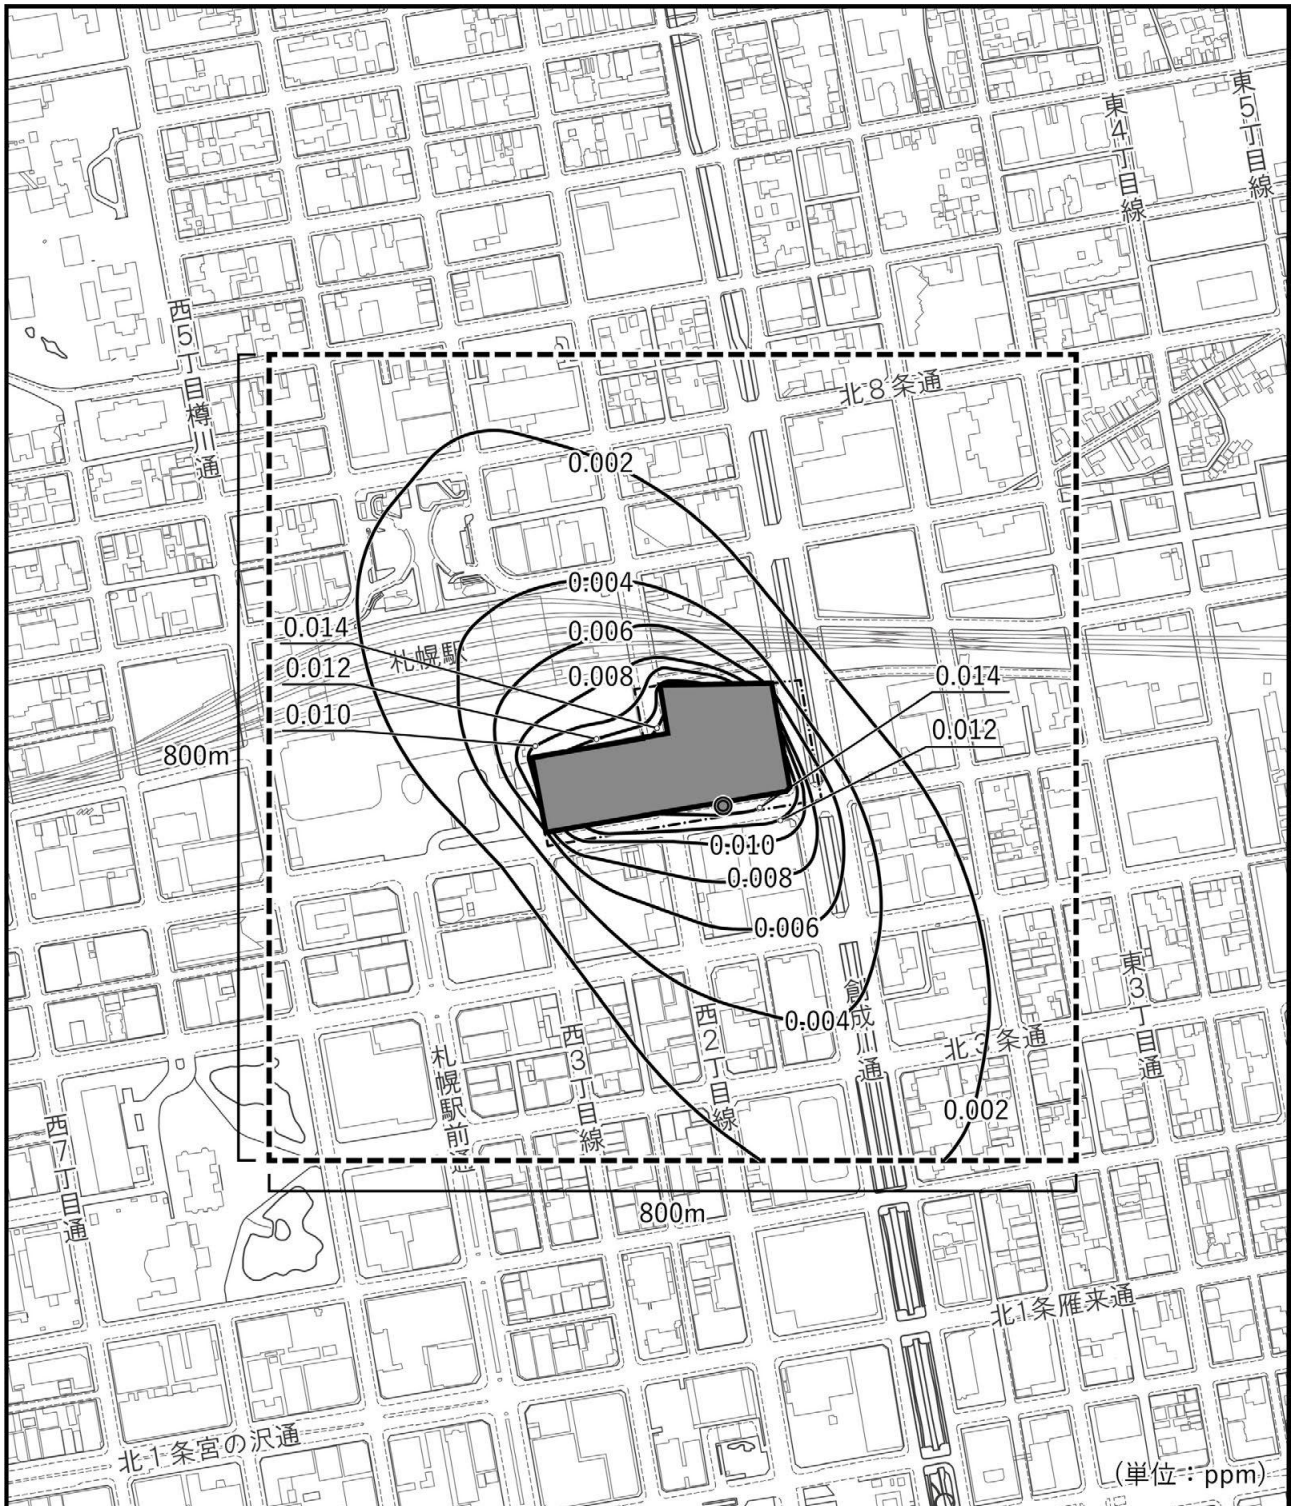 東5丁目線
東4丁目線
西5丁目樽川通
北8条通
0.002
0.004
0.014
0.006
札幌駅
0.012
0.008
0.014
0.010
0.012
800m
0.010
0.008
0.006
東3丁目通
創成川通
0.004
西2丁目線
西3丁目線
北3条通
札幌駅前通
0.002
西7丁目通
800m
北1条雁来通
北1条宮の沢通
(単位：ppm)